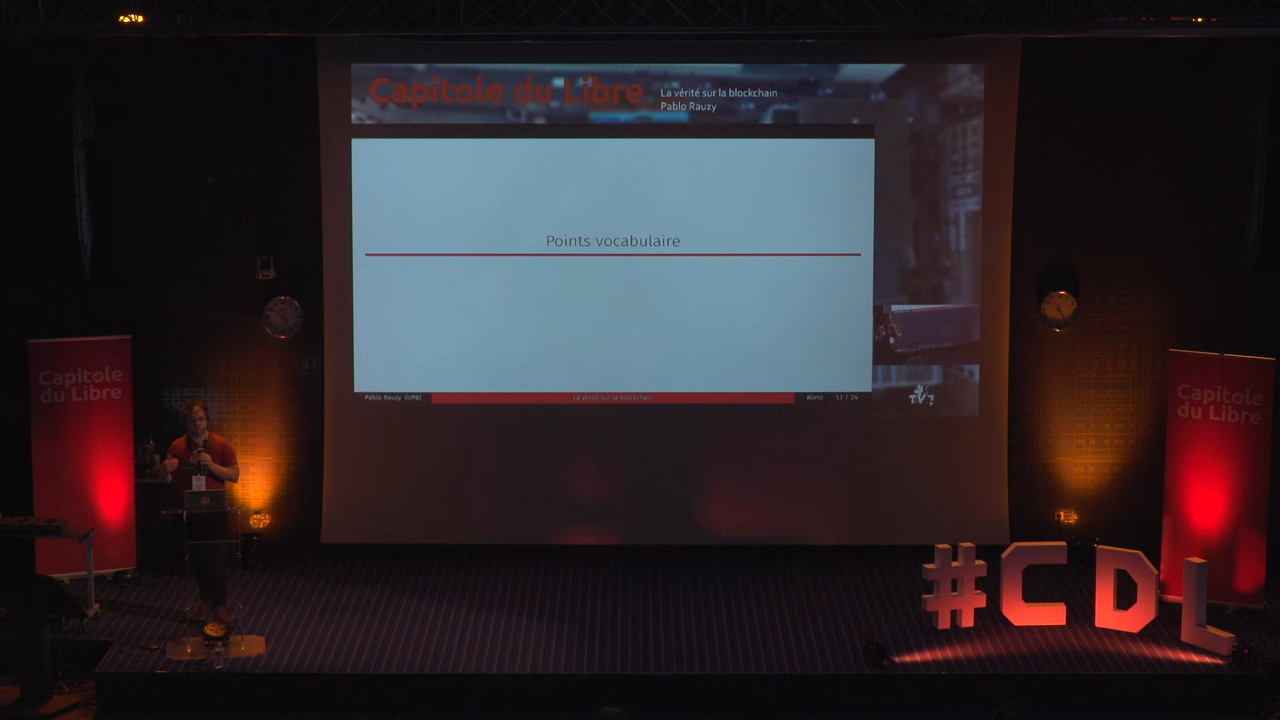 Capitole du Libre
La vérité sur la blockchain
Pablo Rauzy
Points vocabulaire
Pablo Rauzy (UP8)
La vérité sur la blockchain
11 / 24
Capitole
du Libre
Capitole
du Libre
#CDL